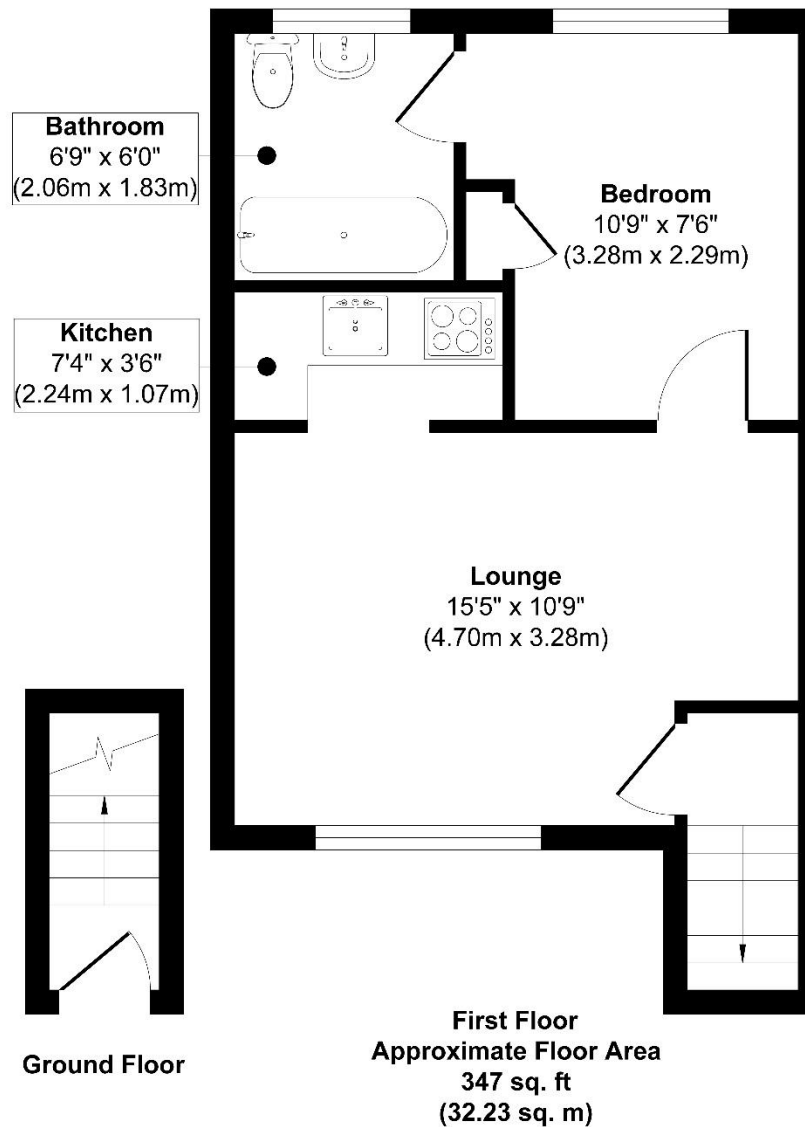 Bathroom
6'9" x 6'0"
(2.06m x 1.83m)
Bedroom
10'9" x 7'6"
(3.28m x 2.29m)
Kitchen
7'4" x 3'6"
(2.24m x 1.07m)
Lounge
15'5" x 10'9"
(4.70m x 3.28m)
Ground Floor
First Floor
Approximate Floor Area
347 sq. ft
(32.23 sq. m)